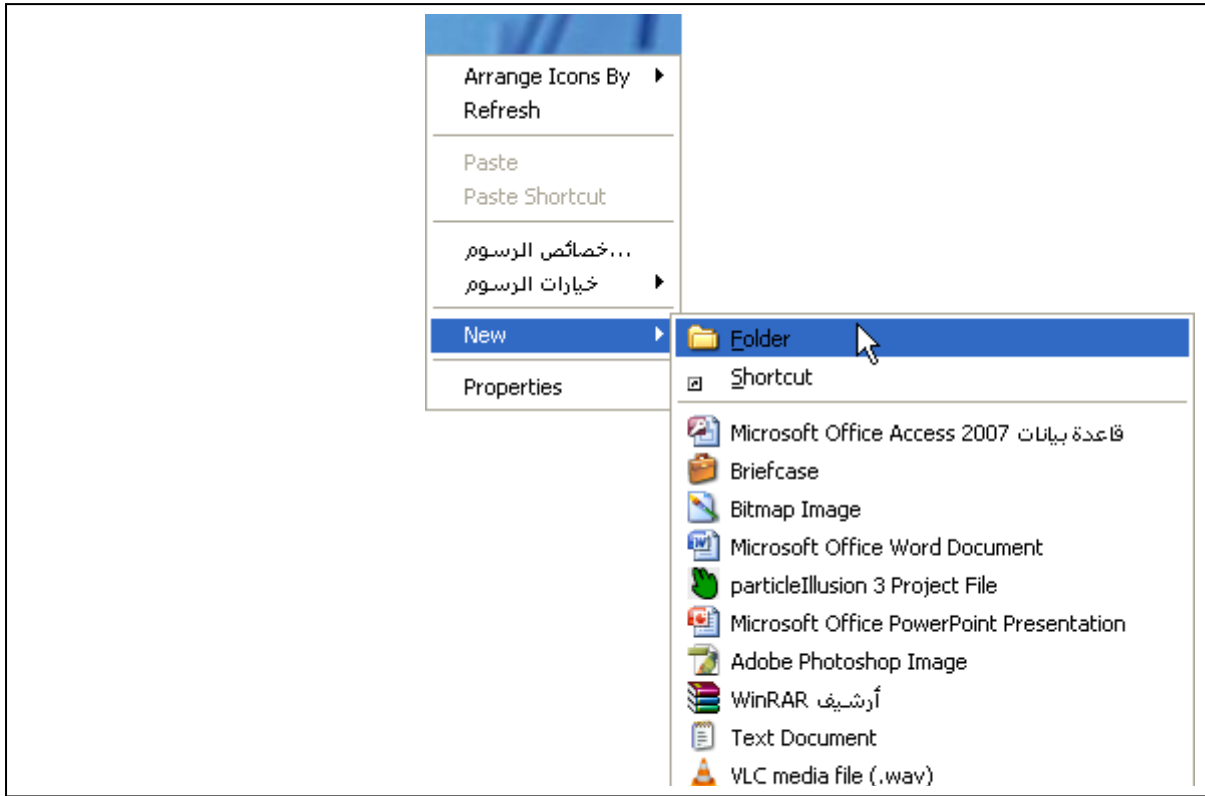 Arrange Icons By
Refresh
Paste
Paste Shortcut
خصائص الرسوم...
خيارات الرسوم
New
Properties
Folder
Shortcut
Microsoft Office Access 2007 قاعدة بيانات
Briefcase
Bitmap Image
Microsoft Office Word Document
particleIllusion 3 Project File
Microsoft Office PowerPoint Presentation
Adobe Photoshop Image
WinRAR أرشيف
Text Document
VLC media file (.wav)